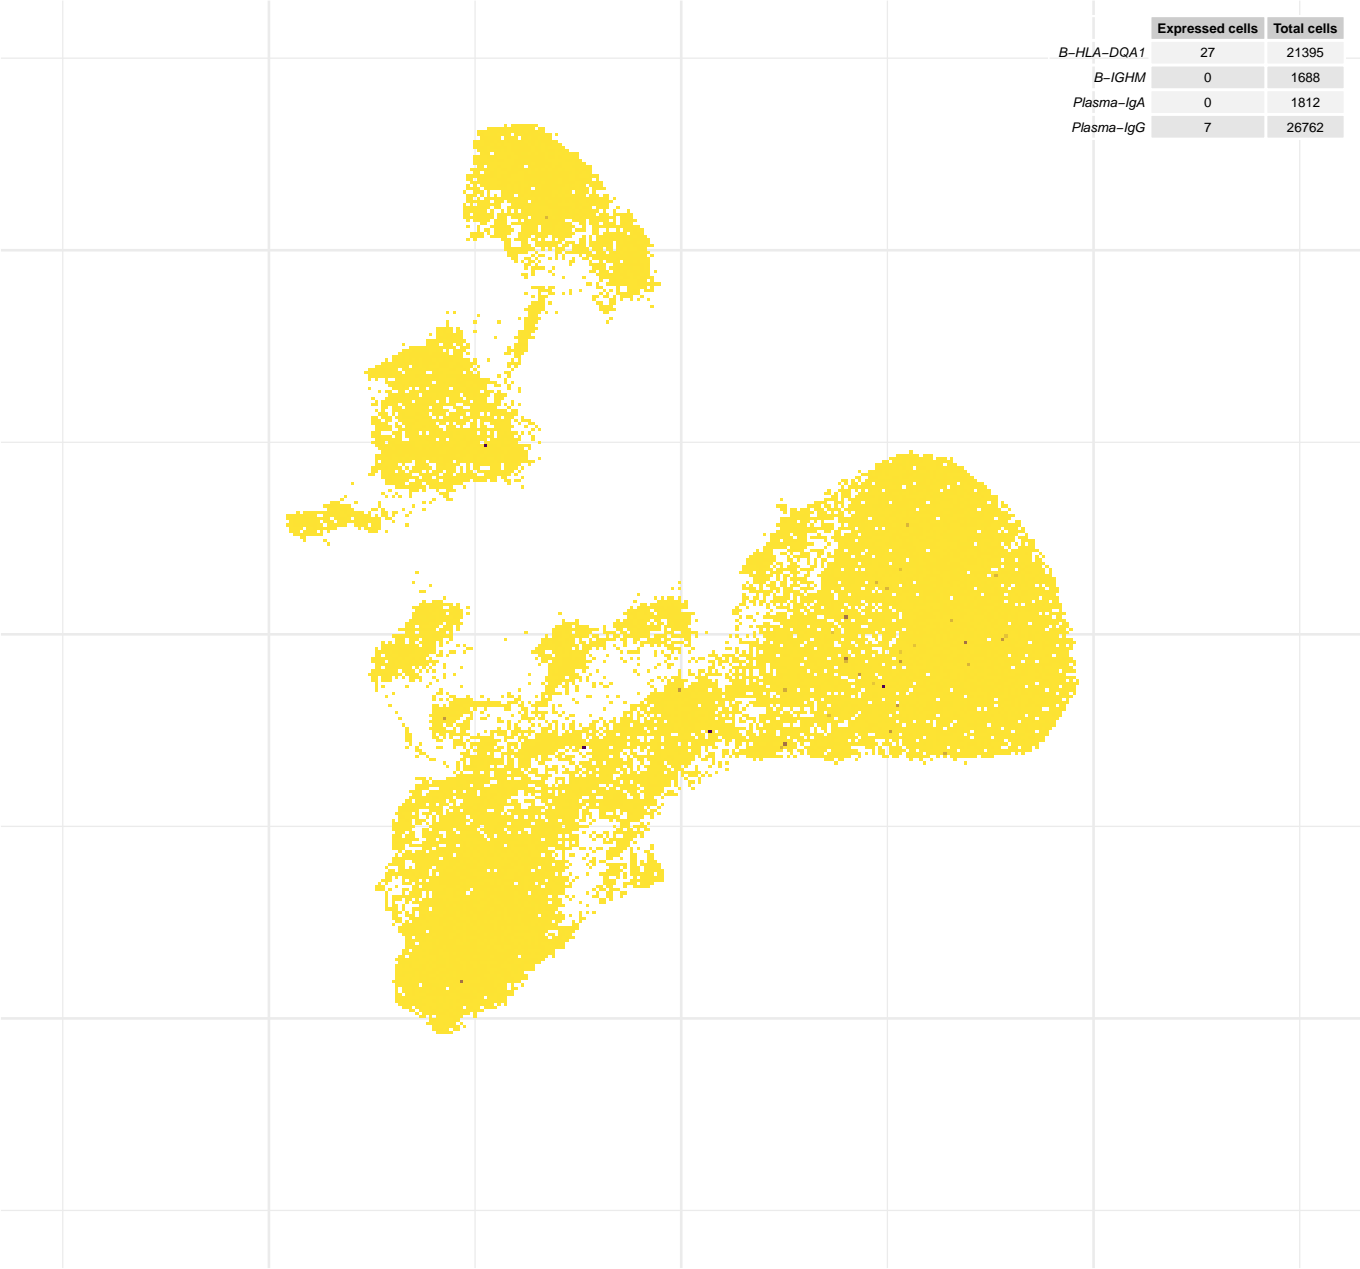 Expressed cells Total cells
B−HLA−DQA1 27 21395
B−IGHM 0 1688
Plasma−IgA 0 1812
Plasma−IgG 7 26762